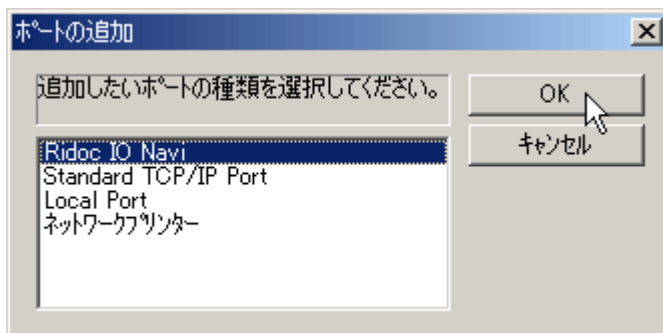 ポートの追加
追加したいポートの種類を選択してください。
OK
キャンセル
Ridoc IO Navi
Standard TCP/IP Port
Local Port
ネットワークプリンター